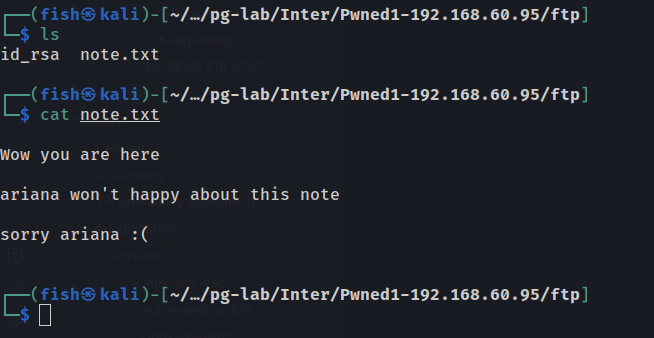 ┌──(fish㉿kali)-[~/…/pg-lab/Inter/Pwned1-192.168.60.95/ftp]
└─$ ls
id_rsa  note.txt
┌──(fish㉿kali)-[~/…/pg-lab/Inter/Pwned1-192.168.60.95/ftp]
└─$ cat note.txt
Wow you are here
ariana won't happy about this note
sorry ariana :(
┌──(fish㉿kali)-[~/…/pg-lab/Inter/Pwned1-192.168.60.95/ftp]
└─$